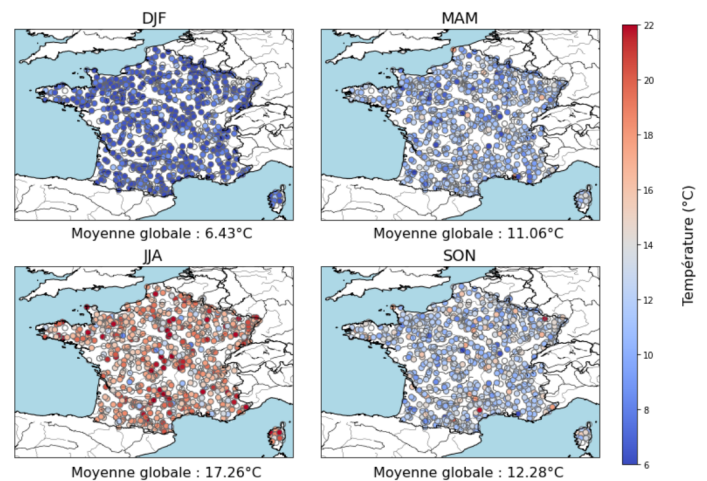 DJF
MAM
Moyenne globale : 6.43°C
Moyenne globale : 11.06°C
JJA
SON
Moyenne globale : 17.26°C
Moyenne globale : 12.28°C
22
20
18
16
14
12
10
8
6
Température (°C)